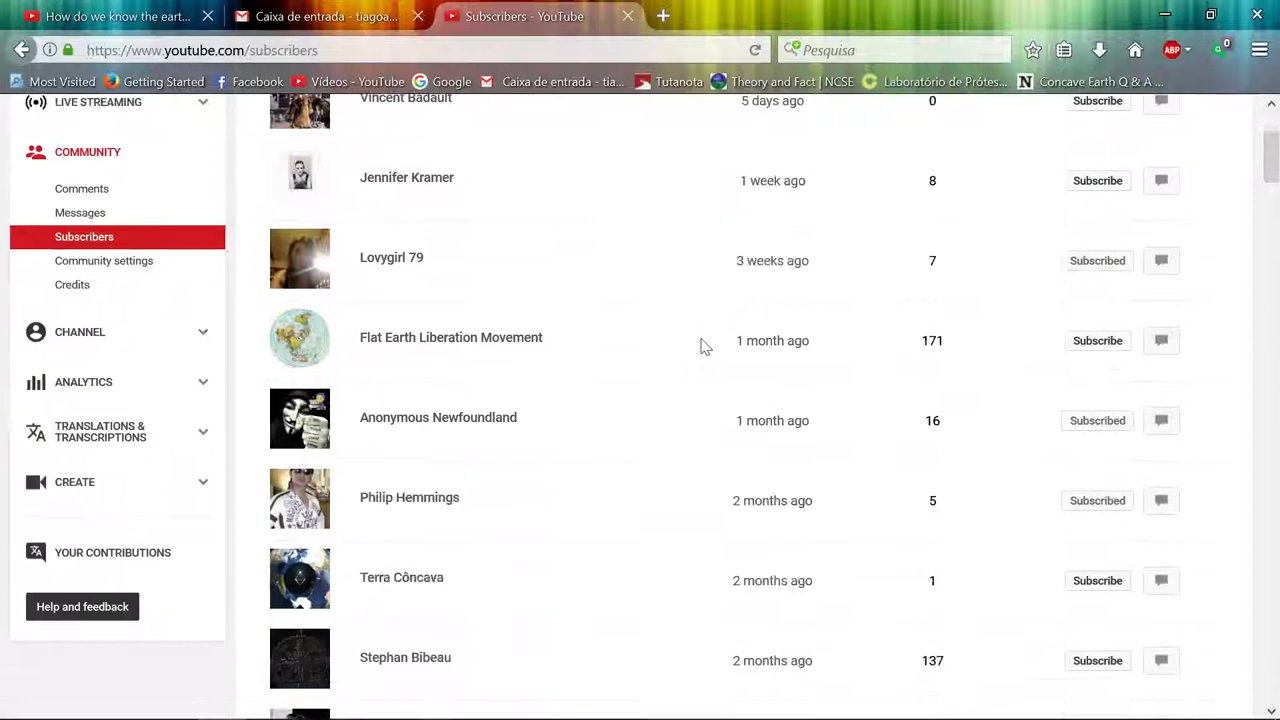 How do we know the eart...
Caixa de entrada - tiagoa...
Subscribers - YouTube
https://www.youtube.com/subscribers
Pesquisa
ABP
0
Most Visited
Getting Started
Facebook
Vídeos - YouTube
Google
Caixa de entrada - tia...
Tutanota
Theory and Fact | NCSE
Laboratório de Prótes...
Concave Earth Q & A ...
LIVE STREAMING
COMMUNITY
Comments
Messages
Subscribers
Community settings
Credits
CHANNEL
ANALYTICS
TRANSLATIONS &
TRANSCRIPTIONS
CREATE
YOUR CONTRIBUTIONS
Help and feedback
Vincent Badault 5 days ago 0 Subscribe
Jennifer Kramer 1 week ago 8 Subscribe
Lovygirl 79 3 weeks ago 7 Subscribed
Flat Earth Liberation Movement 1 month ago 171 Subscribe
Anonymous Newfoundland 1 month ago 16 Subscribed
Philip Hemmings 2 months ago 5 Subscribed
Terra Côncava 2 months ago 1 Subscribe
Stephan Bibeau 2 months ago 137 Subscribe